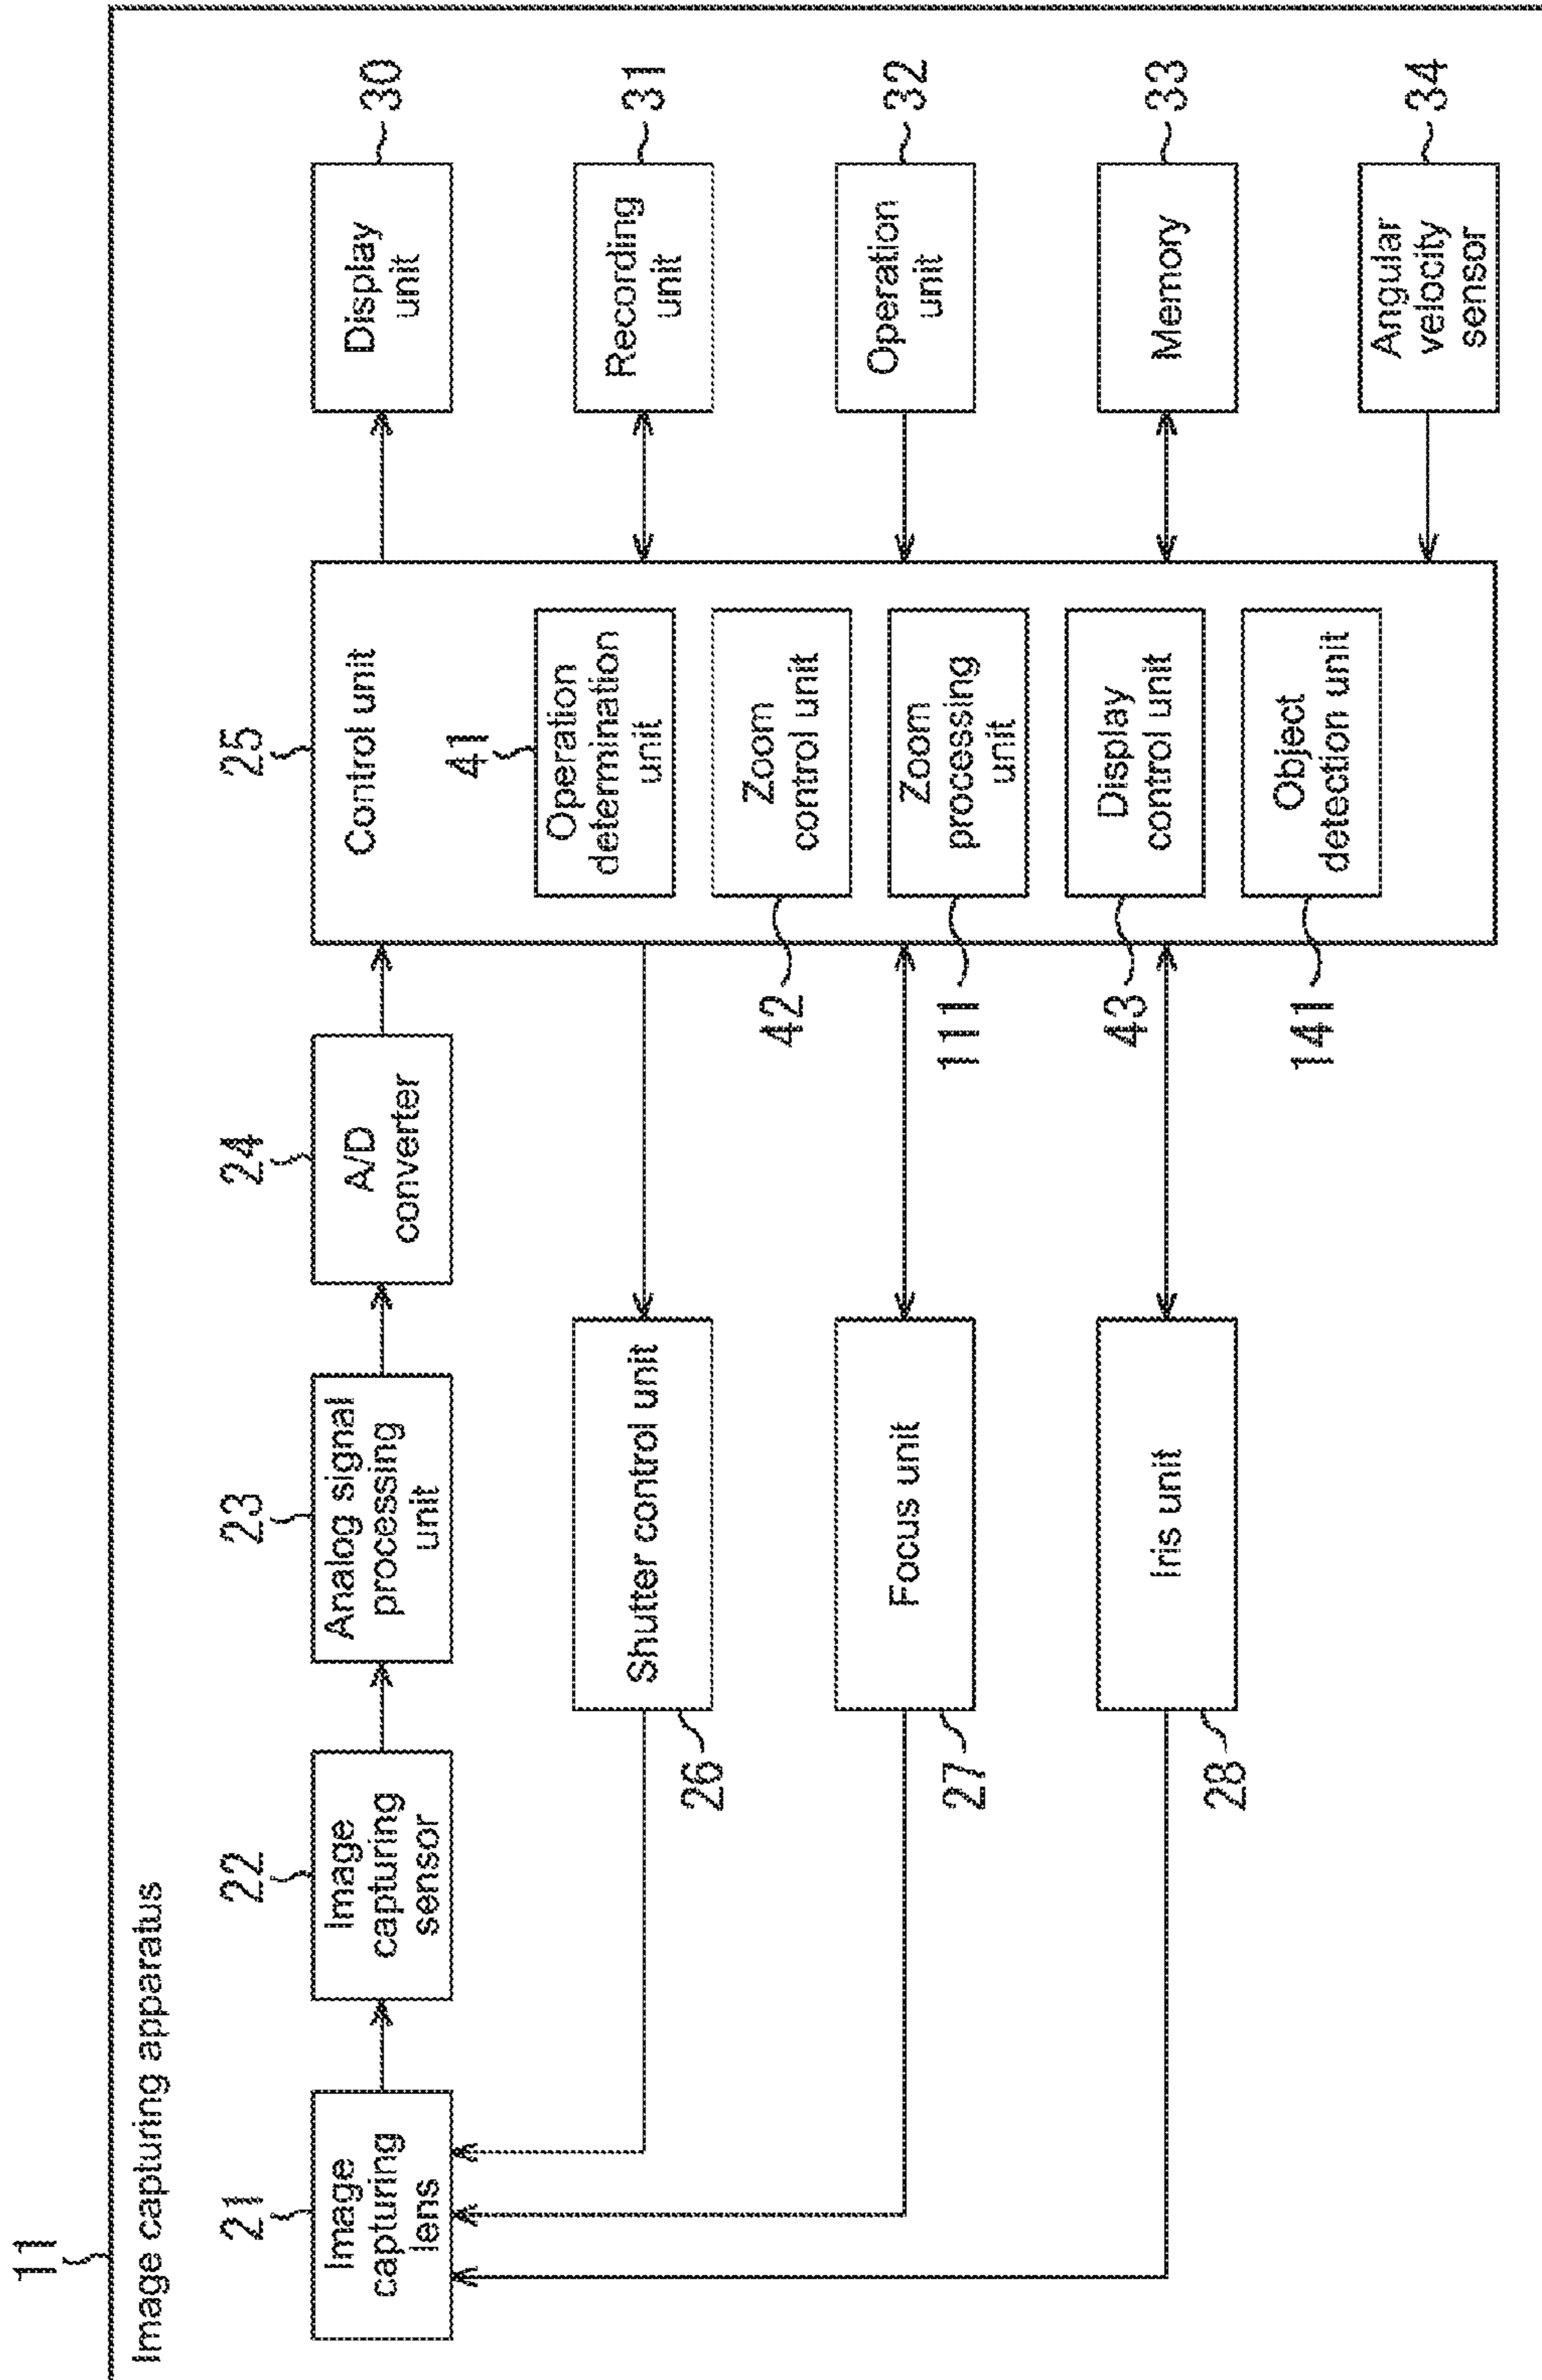 11
Image capturing apparatus
21
Image
capturing
lens
22
Image
capturing
sensor
23
Analog signal
processing
unit
24
A/D
converter
25
Control unit
41
Operation
determination
unit
42
Zoom
control unit
111
Zoom
processing
unit
43
Display
control unit
141
Object
detection unit
Shutter control unit
26
Focus unit
27
Iris unit
28
Display
unit
30
Recording
unit
31
Operation
unit
32
Memory
33
Angular
velocity
sensor
34